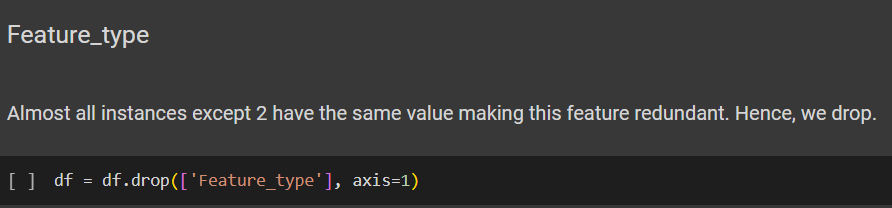 Feature_type
Almost all instances except 2 have the same value making this feature redundant. Hence, we drop.
[ ] df = df.drop(['Feature_type'], axis=1)